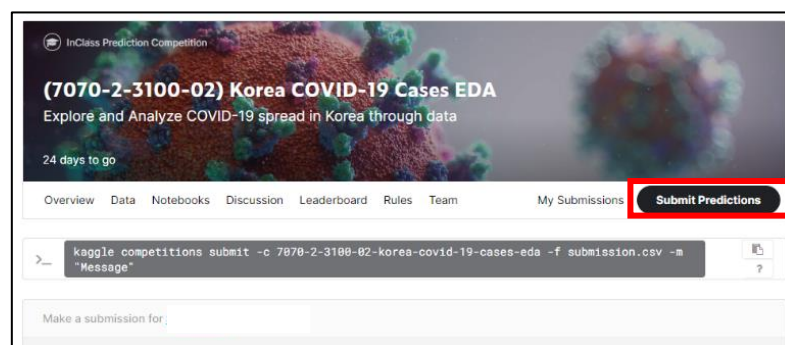 InClass Prediction Competition
(7070-2-3100-02) Korea COVID-19 Cases EDA
Explore and Analyze COVID-19 spread in Korea through data
24 days to go
Overview Data Notebooks Discussion Leaderboard Rules Team My Submissions Submit Predictions
>_ kaggle competitions submit -c 7070-2-3100-02-korea-covid-19-cases-eda -f submission.csv -m
"Message"
?
Make a submission for